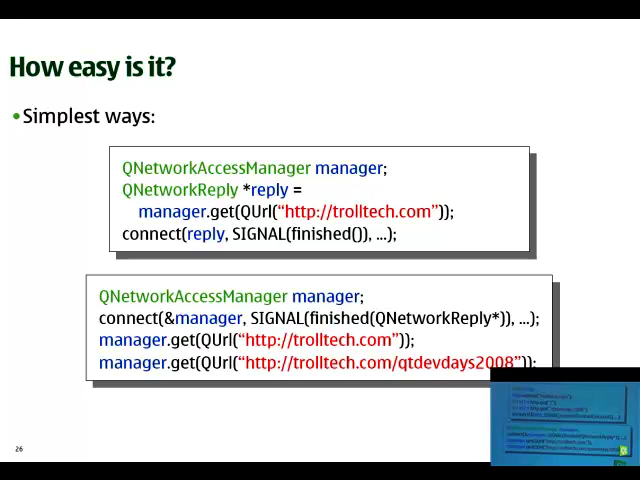 How easy is it?
•Simplest ways:
QNetworkAccessManager manager;
QNetworkReply *reply =
manager.get(QUrl(“http://trolltech.com”));
connect(reply, SIGNAL(finished()), ...);
QNetworkAccessManager manager;
connect(&manager, SIGNAL(finished(QNetworkReply*)), ...);
manager.get(QUrl(“http://trolltech.com”));
manager.get(QUrl(“http://trolltech.com/qtdevdays2008”));
26